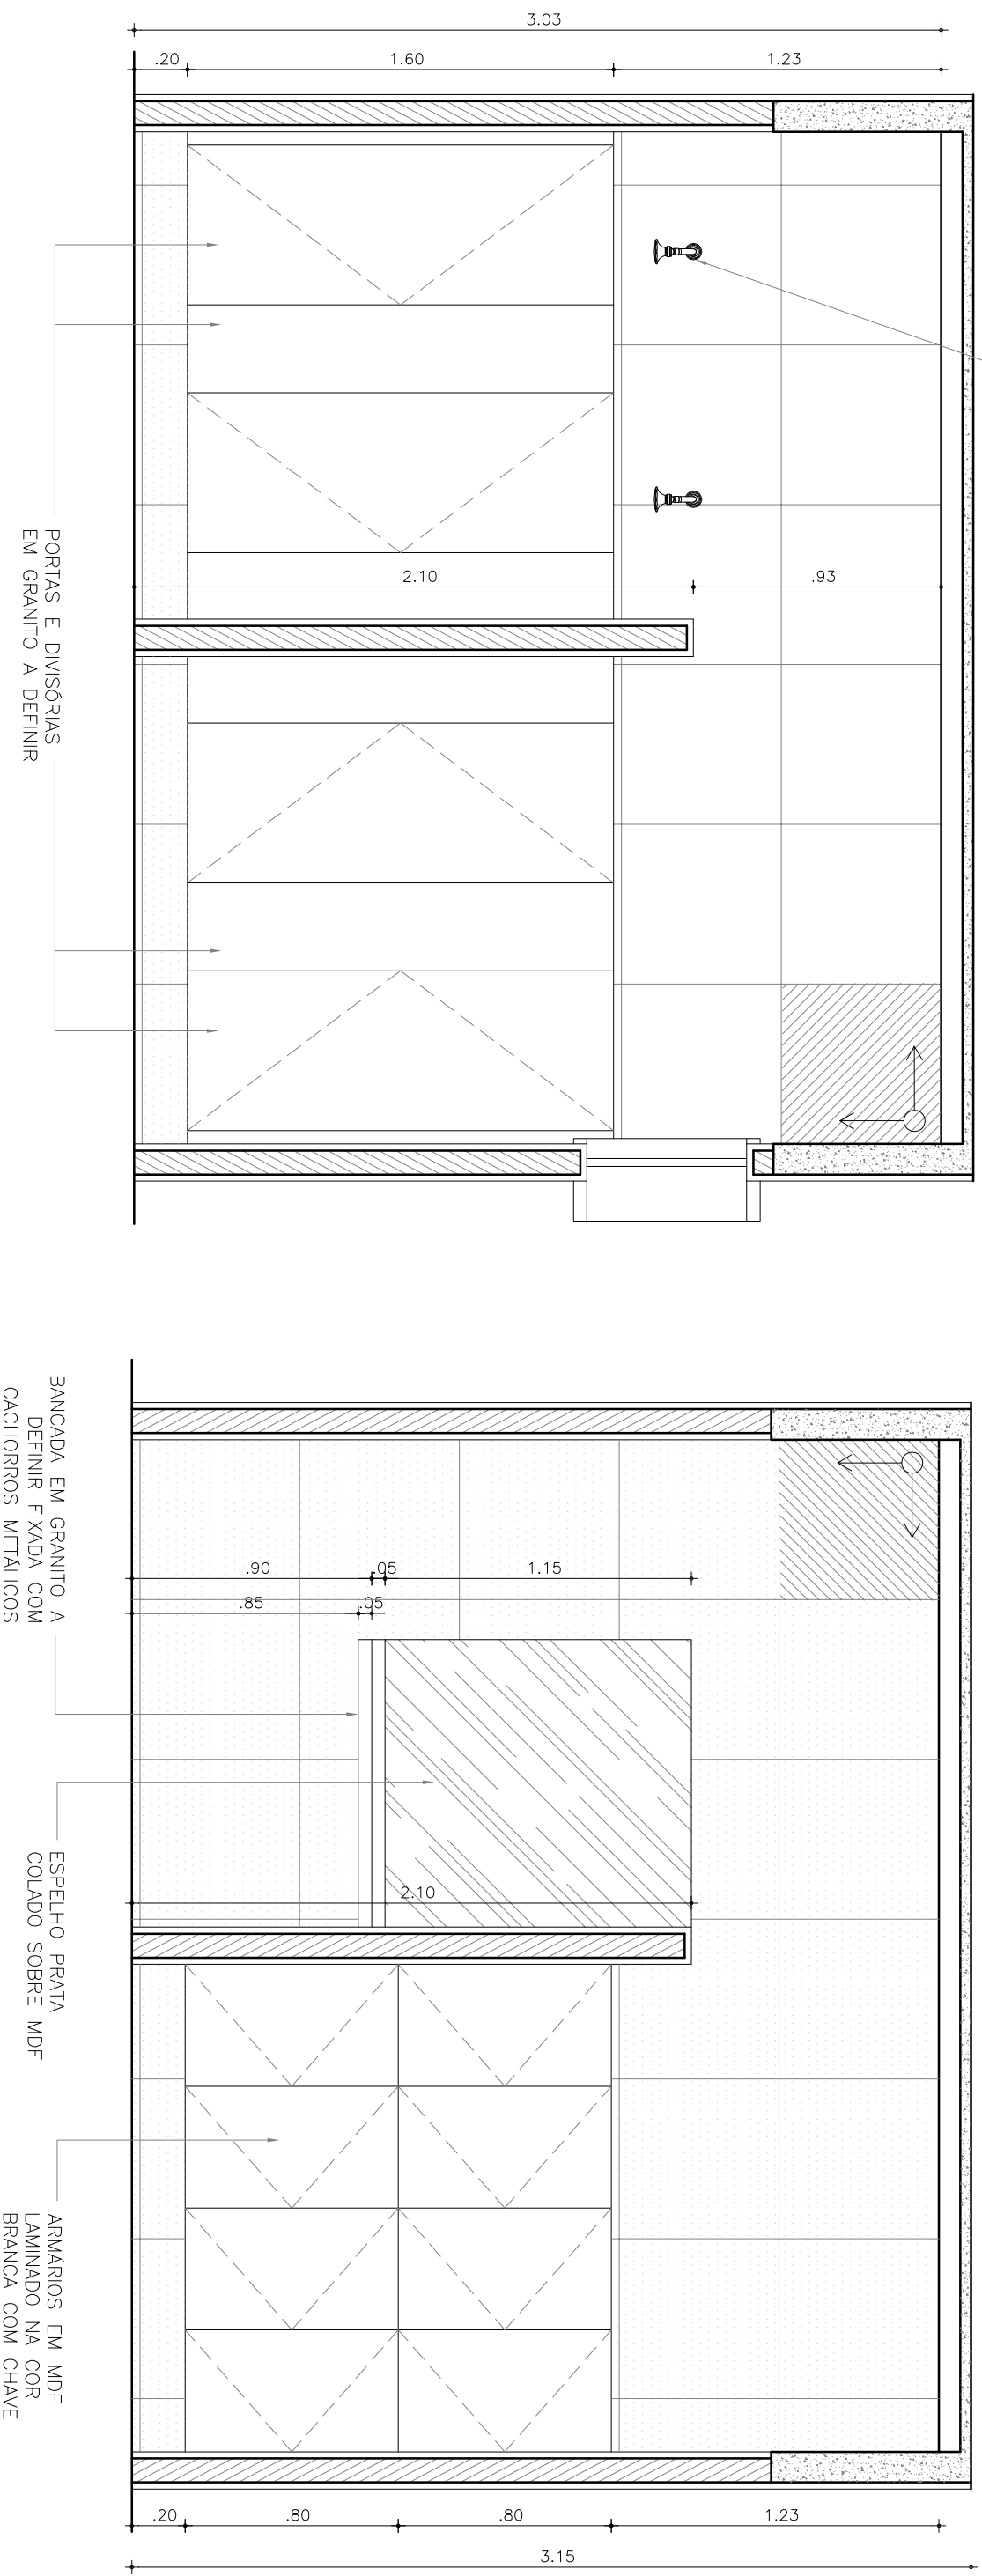 3.03
.20
1.60
1.23
2.10
.93
PORTAS E DIVISÓRIAS
EM GRANITO A DEFINIR
.90
.05
1.15
.85
.05
2.10
BANCADA EM GRANITO A
DEFINIR FIXADA COM
CACHORROS METÁLICOS
ESPELHO PRATA
COLADO SOBRE MDF
ARMÁRIOS EM MDF
LAMINADO NA COR
BRANCA COM CHAVE
.20
.80
.80
1.23
3.15